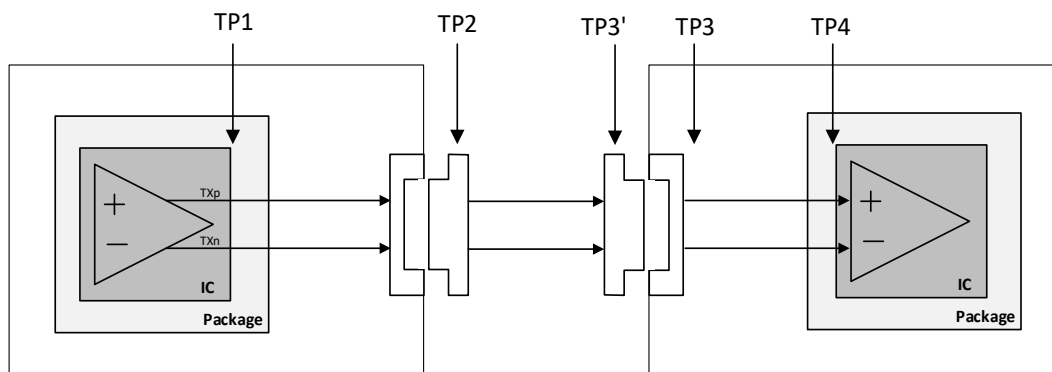 TP1
TP2
TP3'
TP3
TP4
TXp
+
+
−
−
TXn
IC
IC
Package
Package